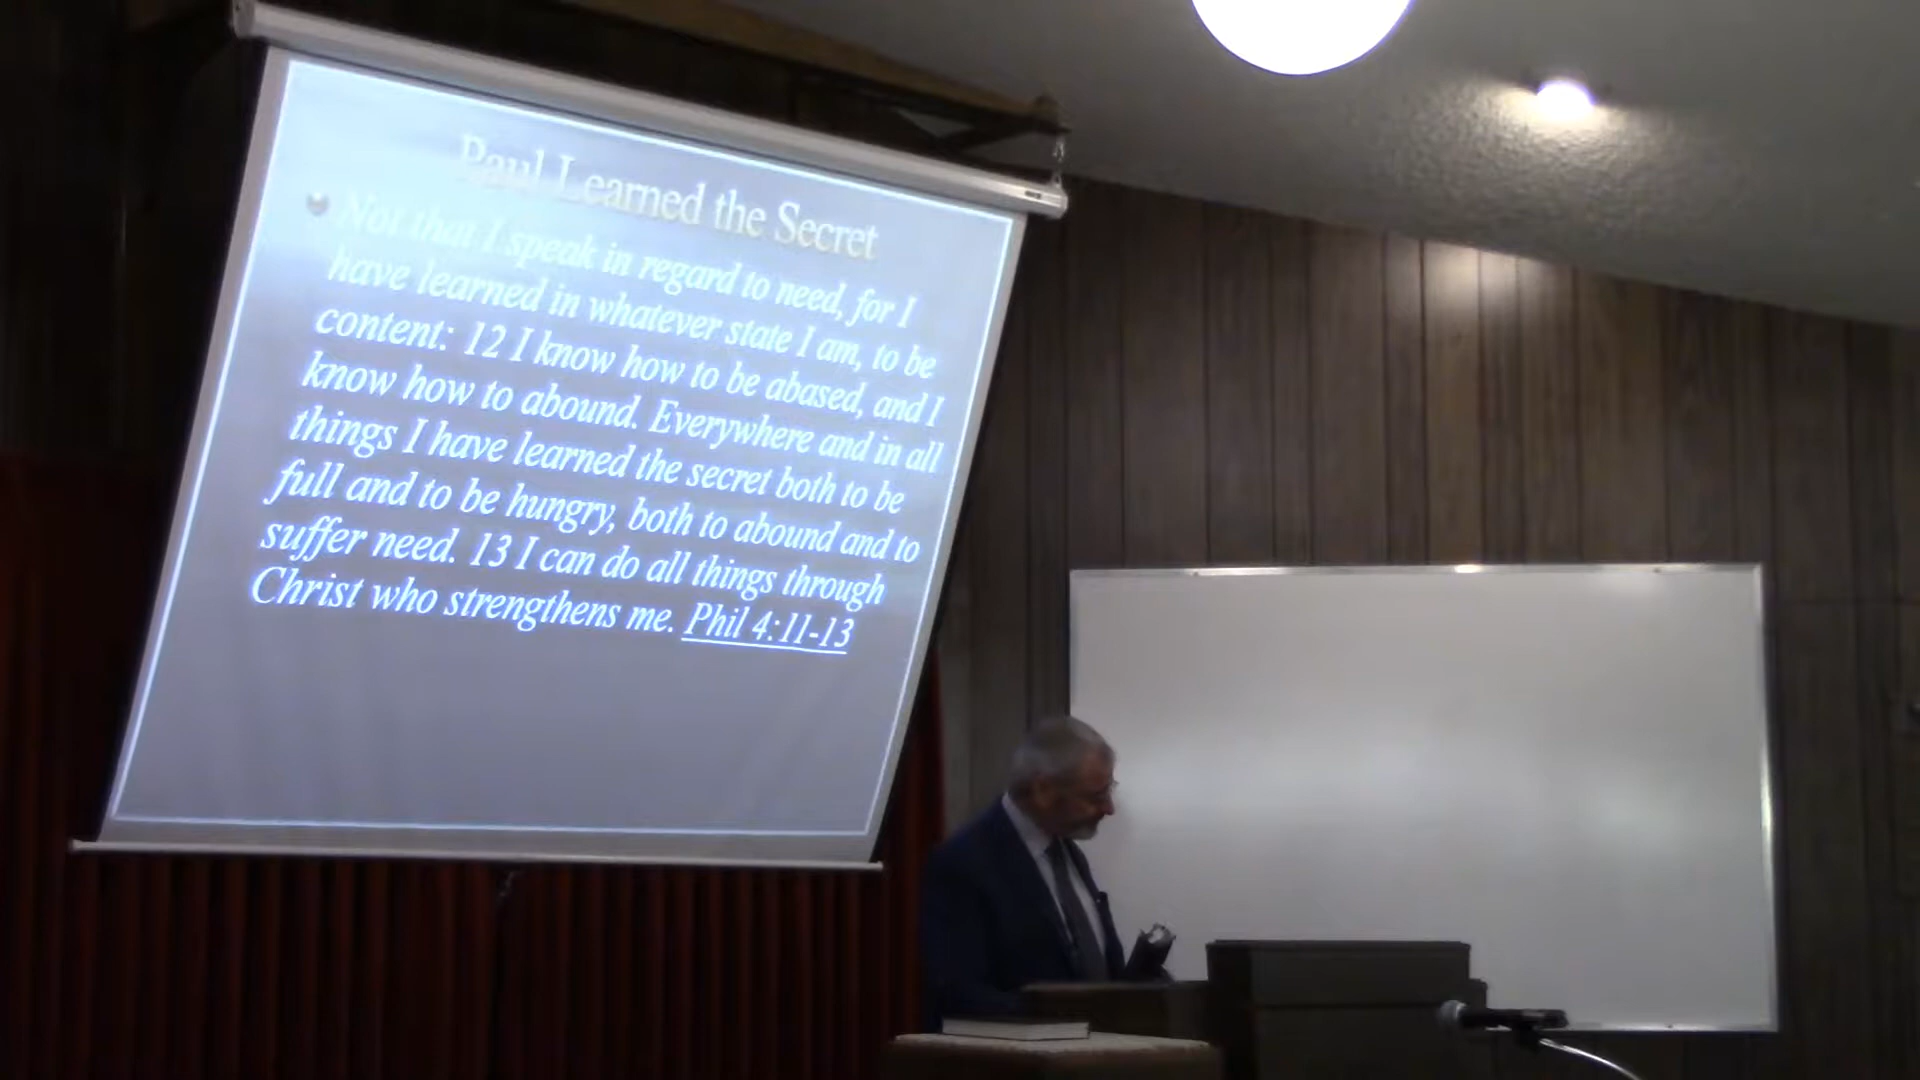 Paul Learned the Secret
Not that I speak in regard to need, for I
have learned in whatever state I am, to be
content: 12 I know how to be abased, and I
know how to abound. Everywhere and in all
things I have learned the secret both to be
full and to be hungry, both to abound and to
suffer need. 13 I can do all things through
Christ who strengthens me. Phil 4:11-13